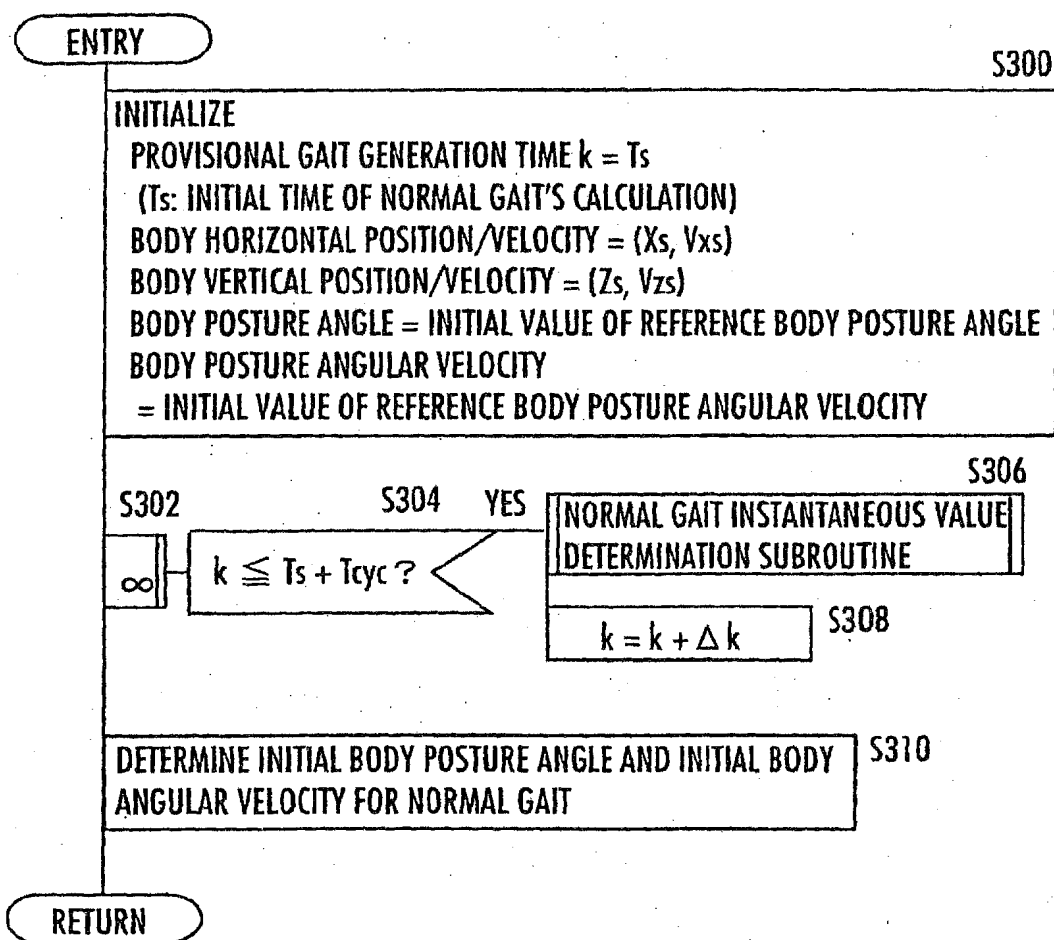 ENTRY
S300
INITIALIZE
PROVISIONAL GAIT GENERATION TIME k = Ts
(Ts: INITIAL TIME OF NORMAL GAIT'S CALCULATION)
BODY HORIZONTAL POSITION/VELOCITY = (Xs, Vxs)
BODY VERTICAL POSITION/VELOCITY = (Zs, Vzs)
BODY POSTURE ANGLE = INITIAL VALUE OF REFERENCE BODY POSTURE ANGLE
BODY POSTURE ANGULAR VELOCITY
= INITIAL VALUE OF REFERENCE BODY POSTURE ANGULAR VELOCITY
S302
∞
S304
k ≦ Ts + Tcyc ?
YES
S306
NORMAL GAIT INSTANTANEOUS VALUE
DETERMINATION SUBROUTINE
k = k + Δ k
S308
DETERMINE INITIAL BODY POSTURE ANGLE AND INITIAL BODY
ANGULAR VELOCITY FOR NORMAL GAIT
S310
RETURN